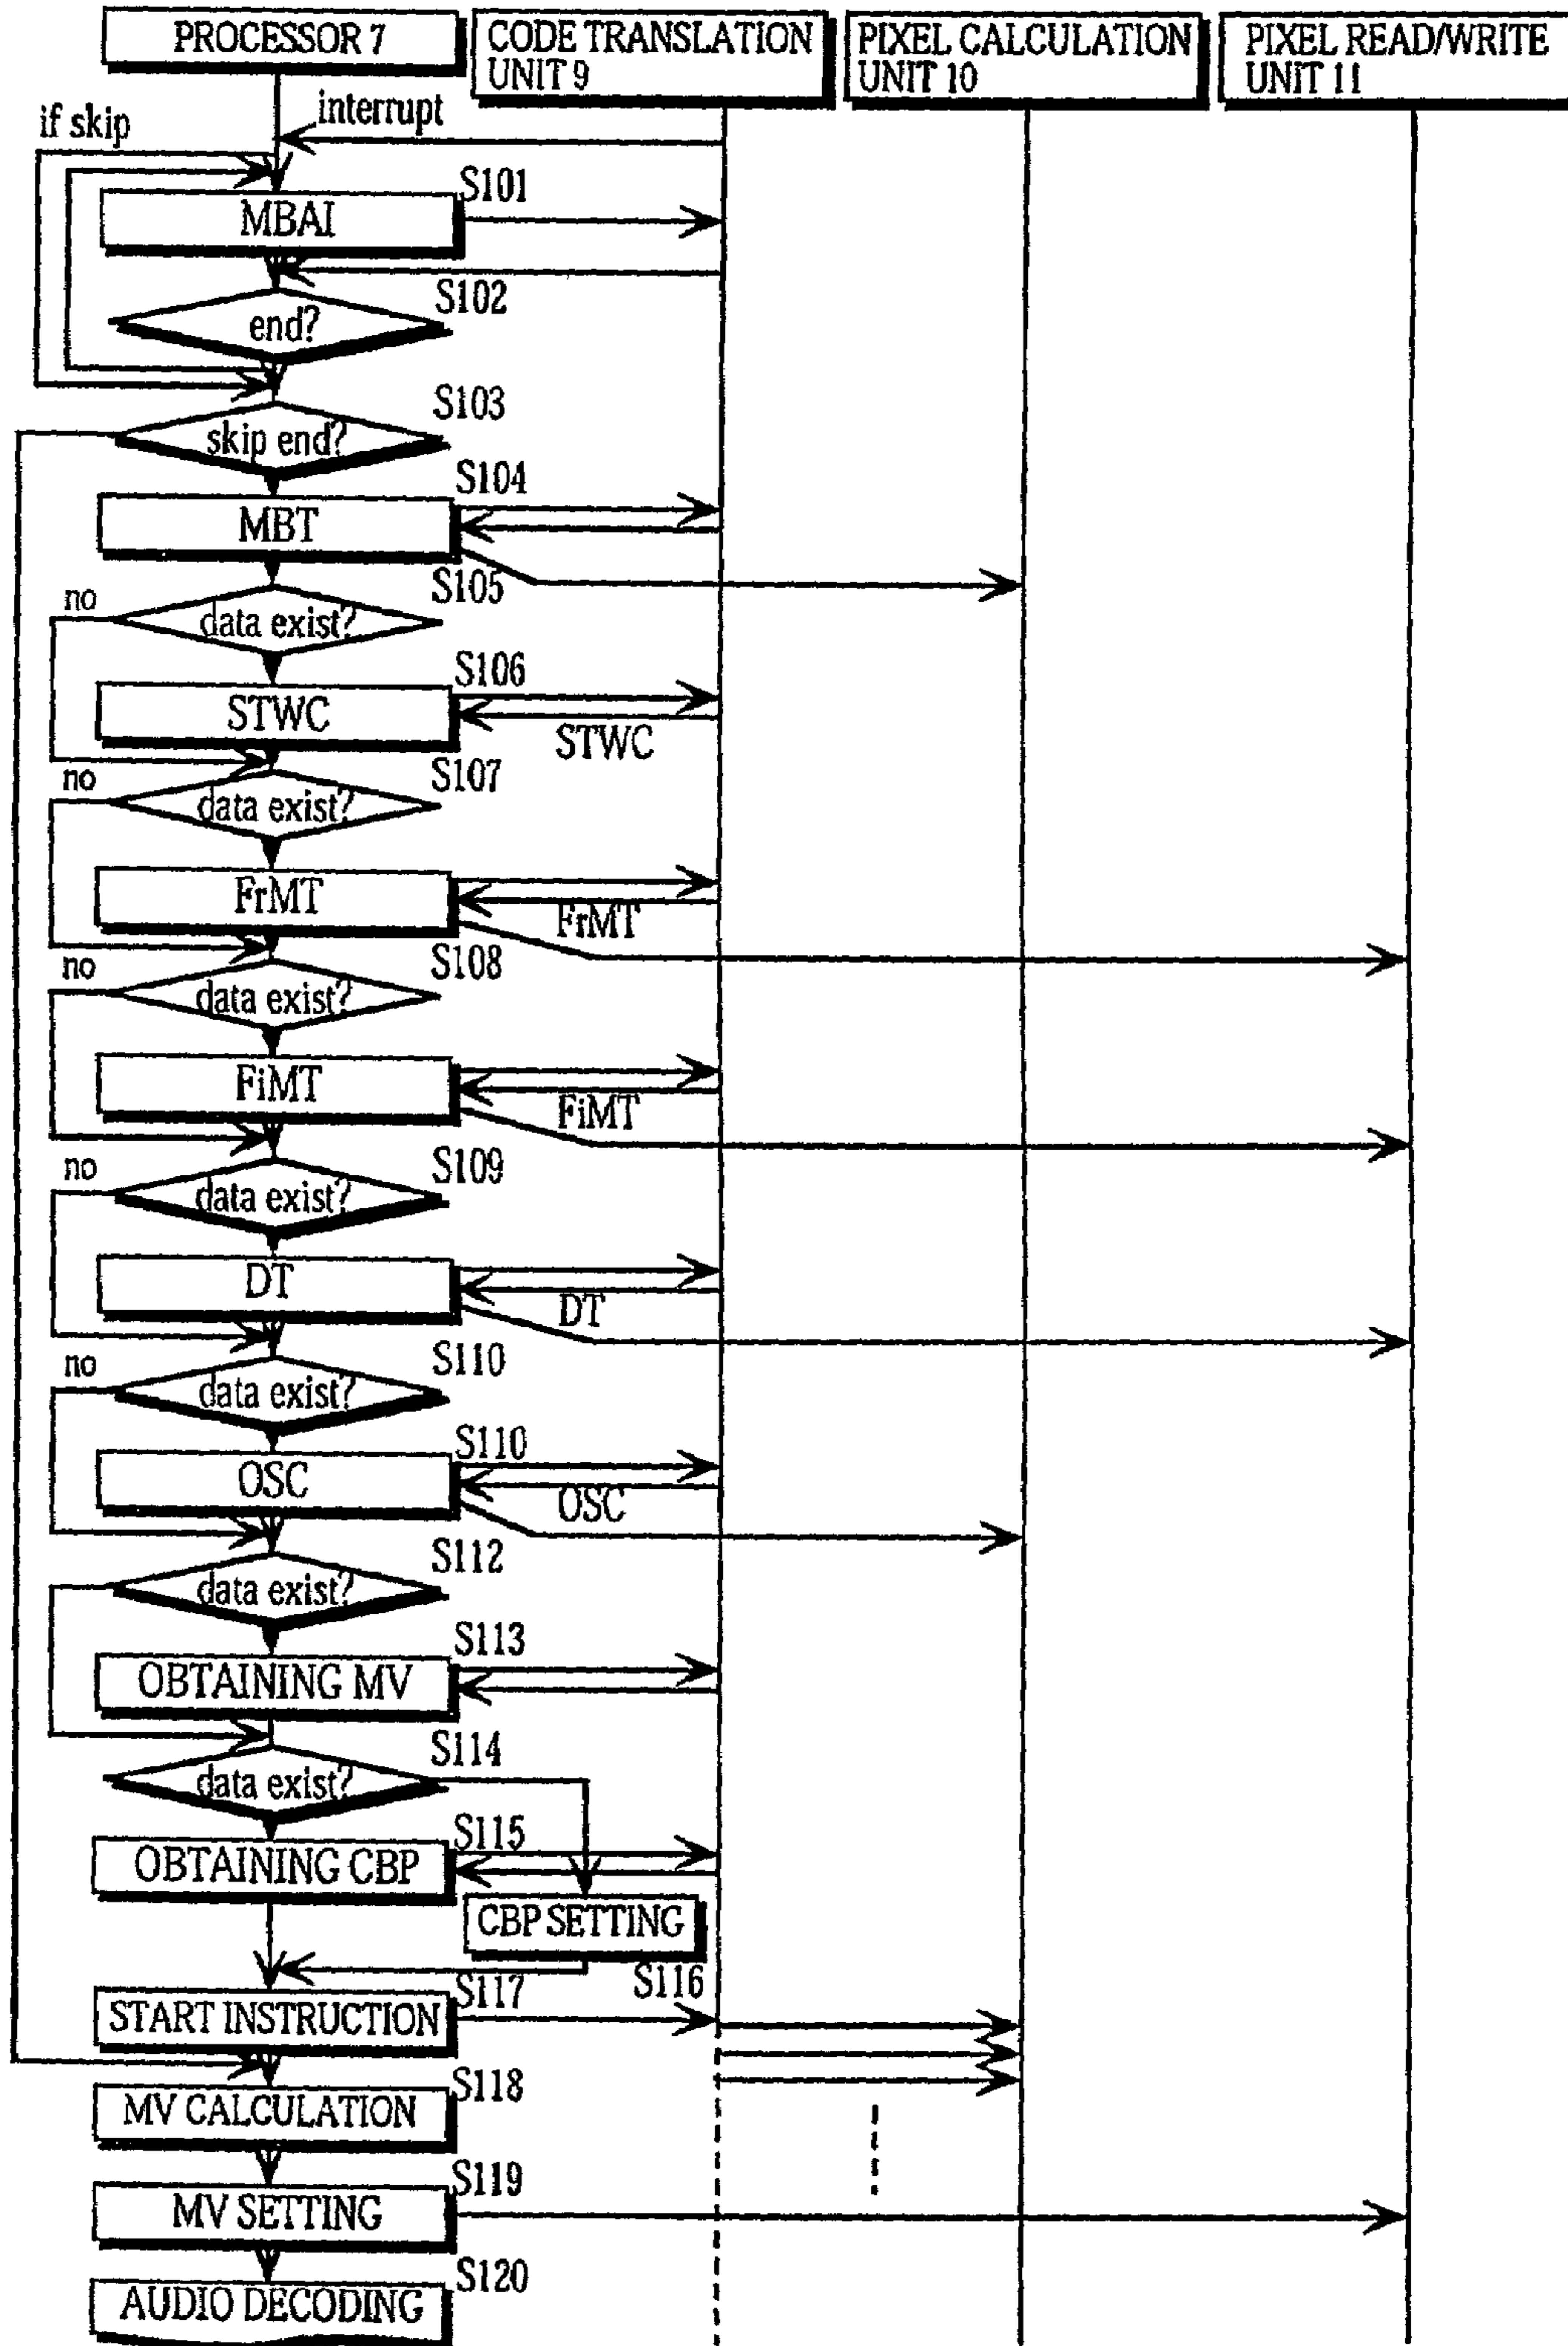 PROCESSOR 7
CODE TRANSLATION
UNIT 9
PIXEL CALCULATION
UNIT 10
PIXEL READ/WRITE
UNIT 11
if skip
interrupt
S101
MBAI
S102
end?
S103
skip end?
S104
MBT
S105
no
data exist?
S106
STWC
STWC
S107
no
data exist?
FrMT
FrMT
S108
no
data exist?
FiMT
FiMT
S109
no
data exist?
DT
DT
S110
no
data exist?
S110
OSC
OSC
S112
data exist?
S113
OBTAINING MV
S114
data exist?
S115
OBTAINING CBP
CBP SETTING
S116
S117
START INSTRUCTION
S118
MV CALCULATION
S119
MV SETTING
S120
AUDIO DECODING